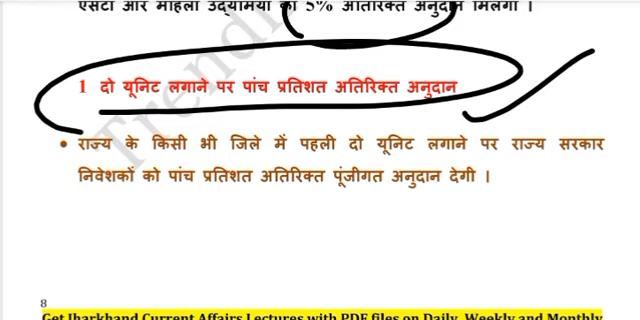 एसटी और महिला उद्यमियों को 5% अतिरिक्त अनुदान मिलेगा ।
1 दो यूनिट लगाने पर पांच प्रतिशत अतिरिक्त अनुदान
• राज्य के किसी भी जिले में पहली दो यूनिट लगाने पर राज्य सरकार
निवेशकों को पांच प्रतिशत अतिरिक्त पूंजीगत अनुदान देगी ।
Trendi
8
Get Jharkhand Current Affairs Lectures with PDF files on Daily, Weekly and Monthly